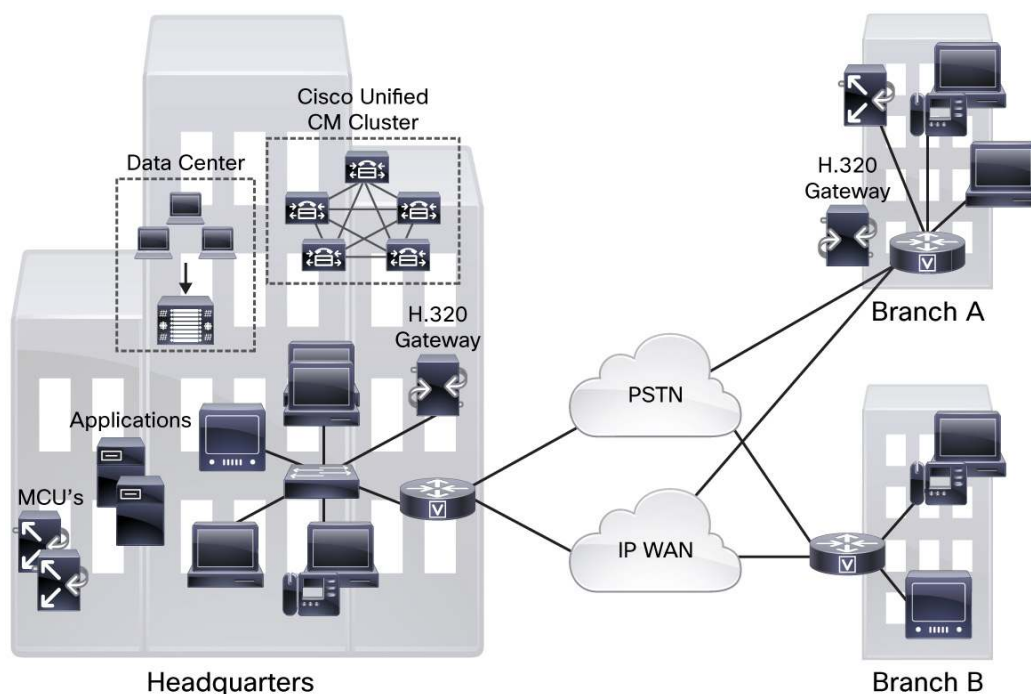 Cisco Unified
CM Cluster
Data Center
H.320
Gateway
Applications
MCU's
Headquarters
PSTN
IP WAN
V
H.320
Gateway
V
Branch A
V
Branch B